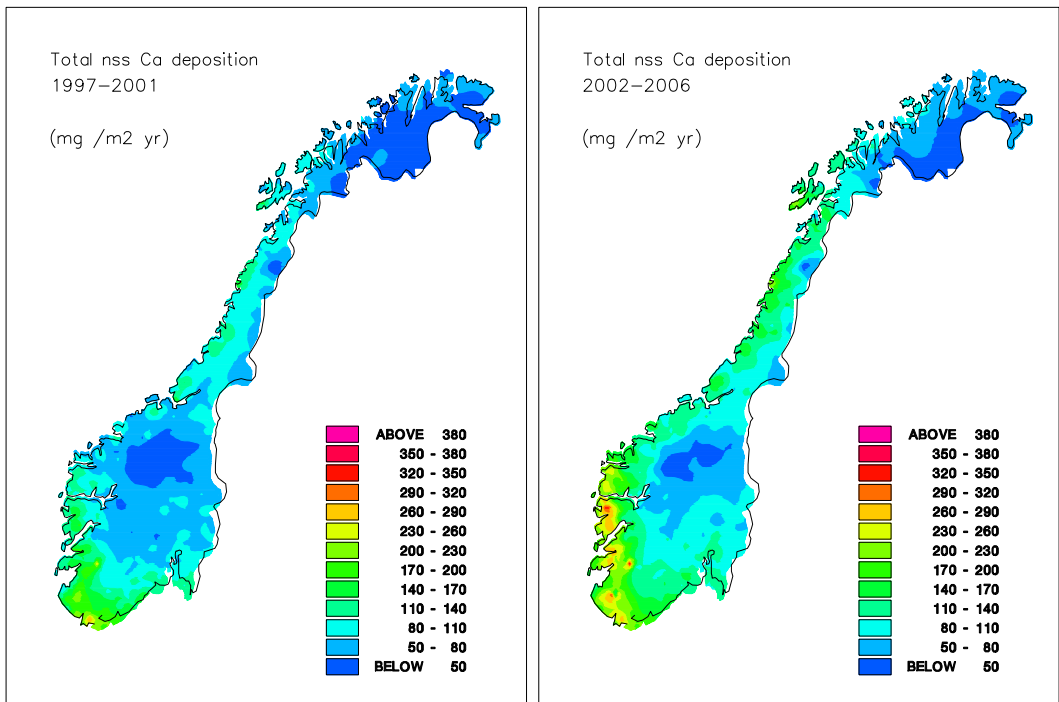 Total nss Ca deposition
1997-2001
(mg /m2 yr)
ABOVE 380
350 - 380
320 - 350
290 - 320
260 - 290
230 - 260
200 - 230
170 - 200
140 - 170
110 - 140
80 - 110
50 - 80
BELOW 50
Total nss Ca deposition
2002-2006
(mg /m2 yr)
ABOVE 380
350 - 380
320 - 350
290 - 320
260 - 290
230 - 260
200 - 230
170 - 200
140 - 170
110 - 140
80 - 110
50 - 80
BELOW 50